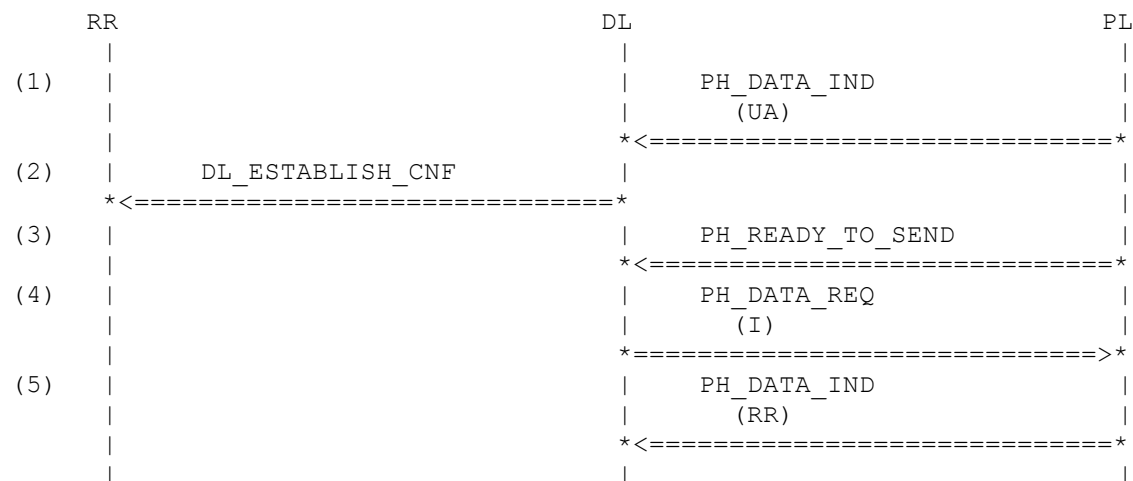 RR DL PL
| | |
(1) | | PH_DATA_IND |
| | (UA) |
| *<=============================*
(2) | DL_ESTABLISH_CNF | |
*<==============================* |
(3) | | PH_READY_TO_SEND |
| *<=============================*
(4) | | PH_DATA_REQ |
| | (I) |
| *=============================>*
(5) | | PH_DATA_IND |
| | (RR) |
| *<=============================*
| | |